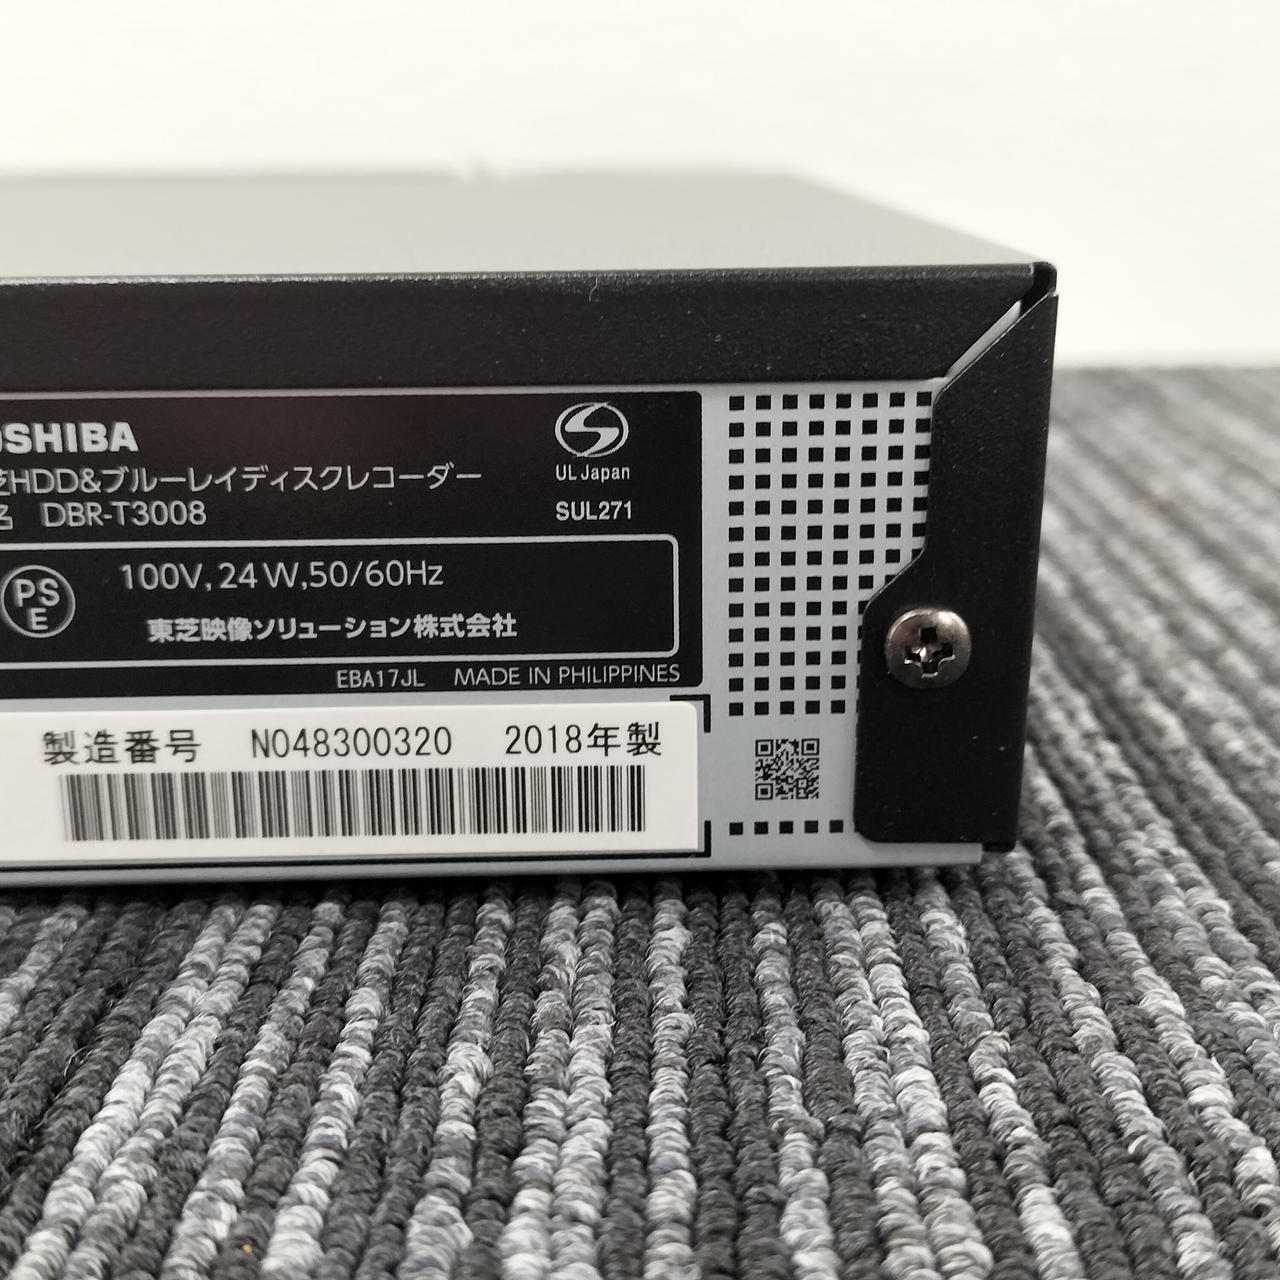 OSHIBA
芝HDD&ブルーレイディスクレコーダー
名 DBR-T3008
UL Japan
SUL271
PS
E
100V, 24W, 50/60Hz
東芝映像ソリューション株式会社
EBA17JL MADE IN PHILIPPINES
製造番号 N048300320 2018年製